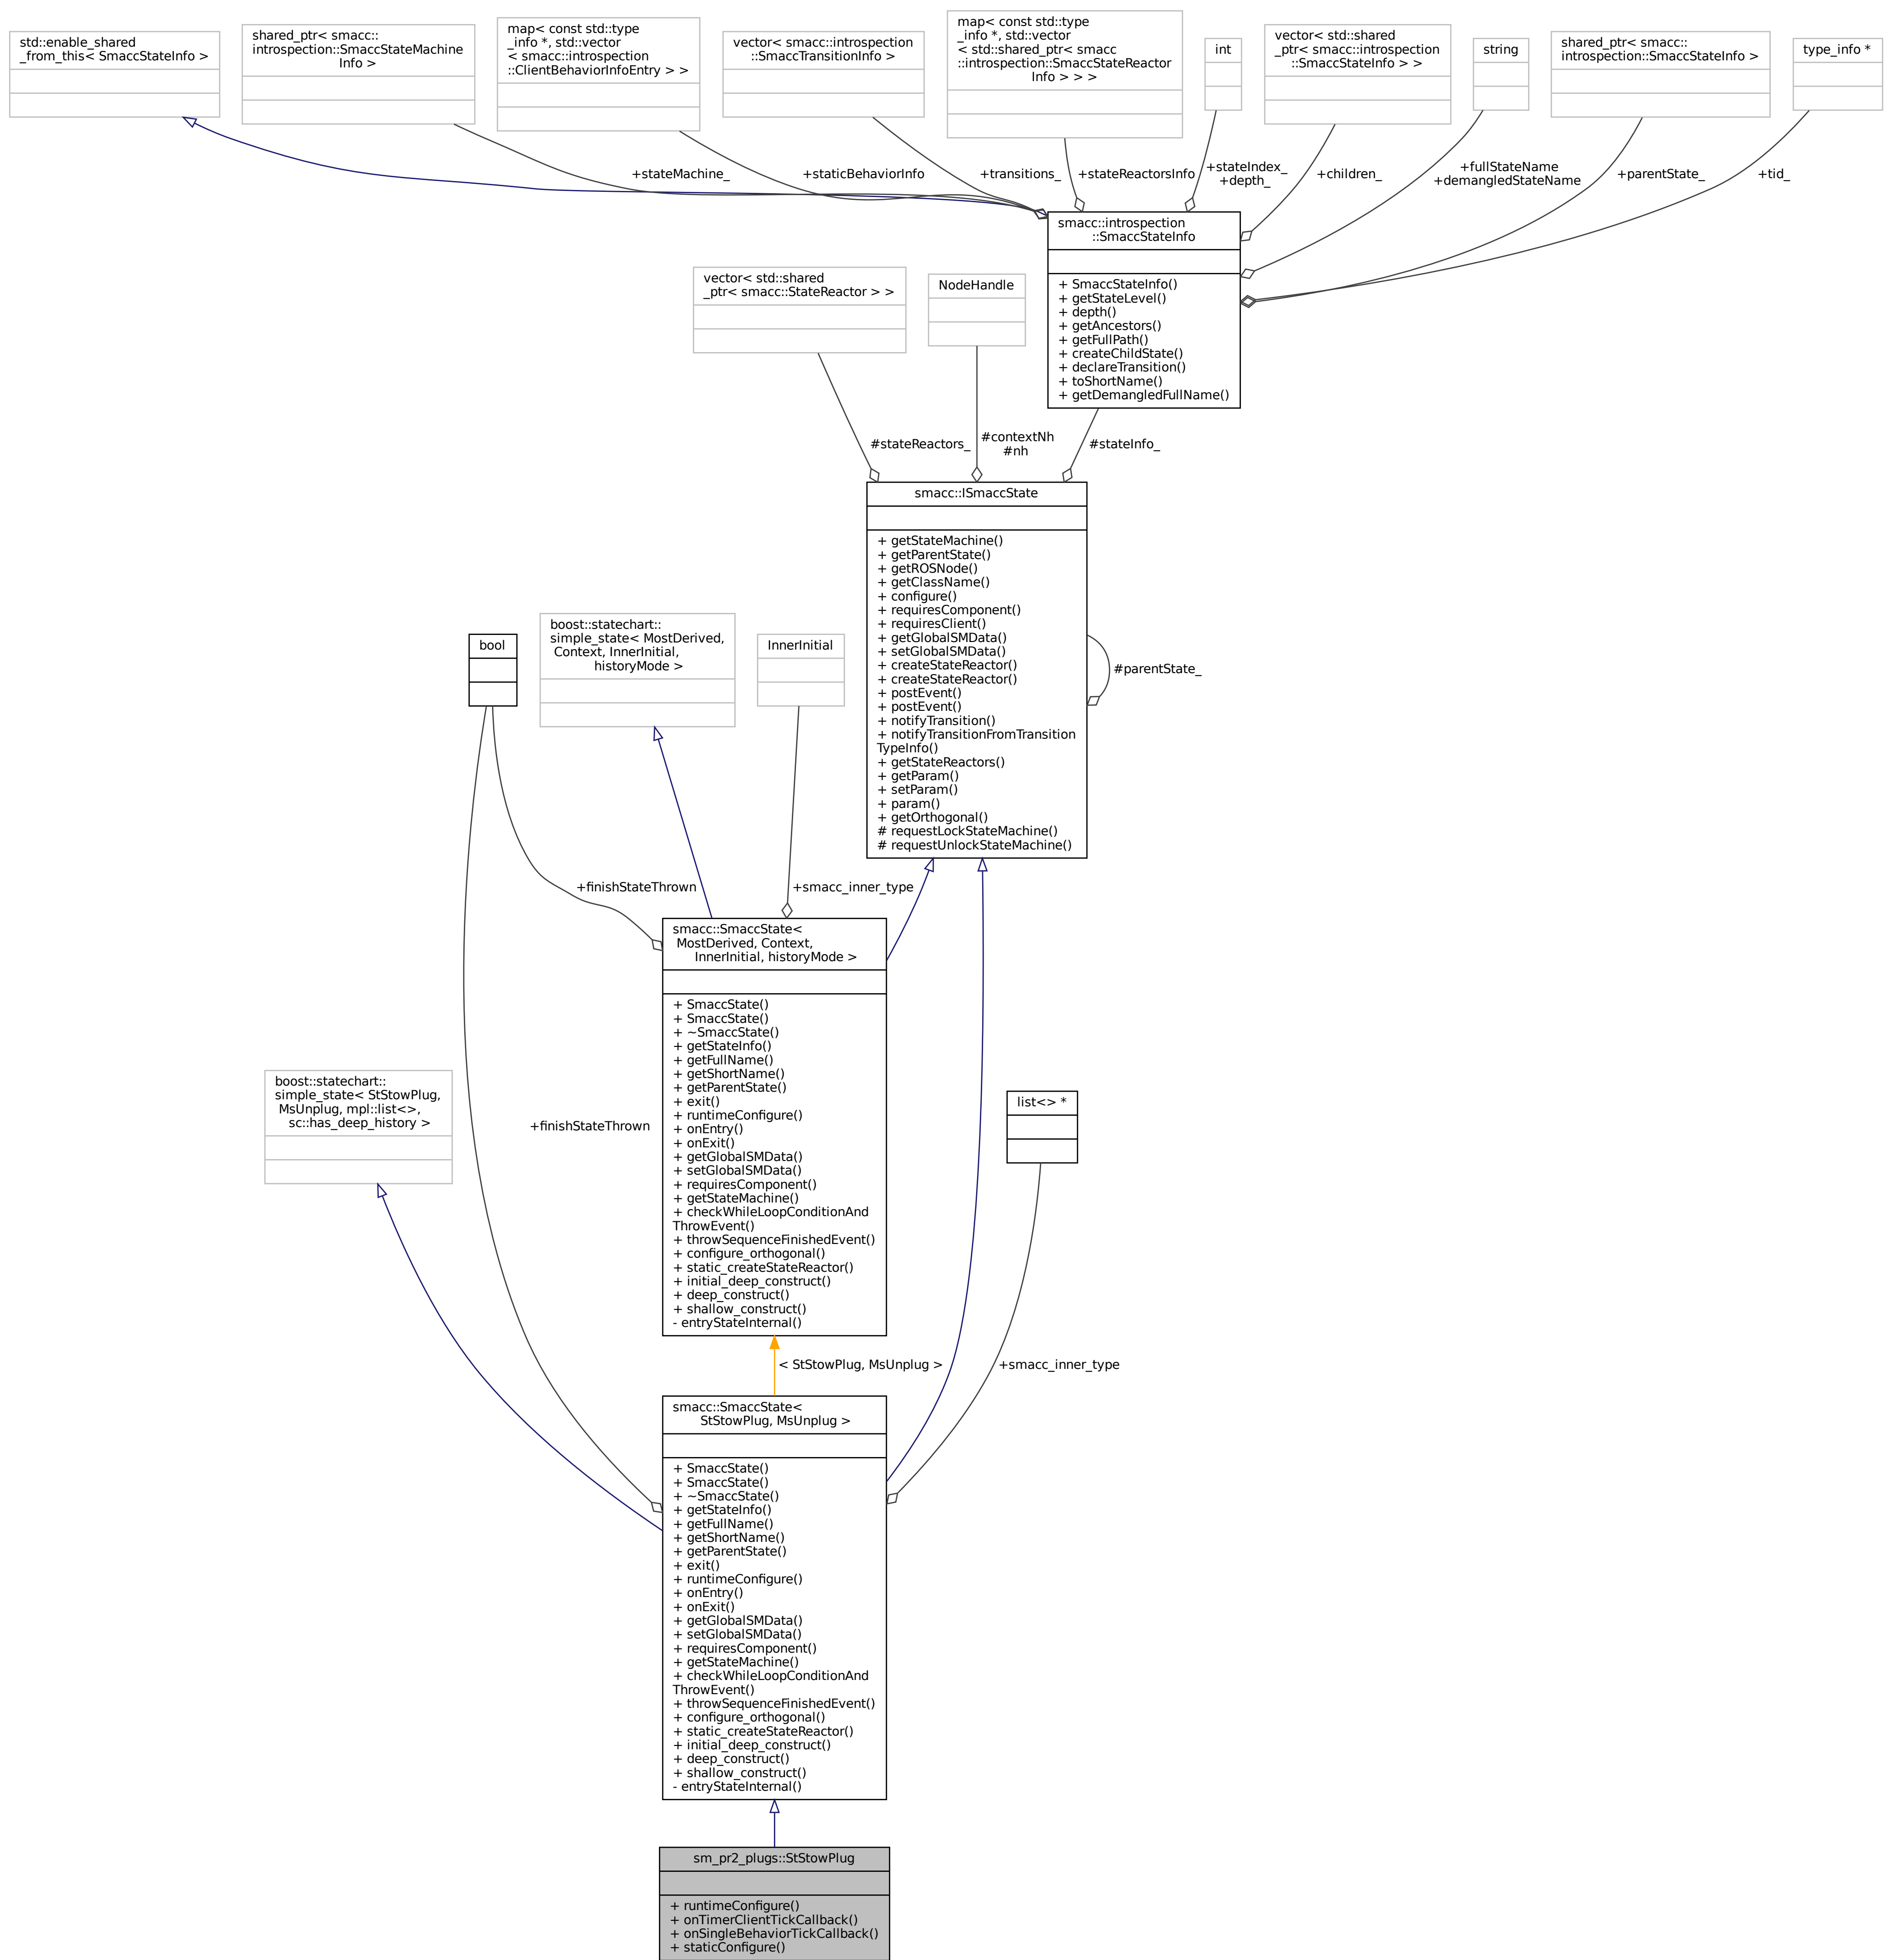 std::enable_shared
_from_this< SmaccStateInfo >
shared_ptr< smacc::
introspection::SmaccStateMachine
Info >
map< const std::type
_info *, std::vector
< smacc::introspection
::ClientBehaviorInfoEntry > >
vector< smacc::introspection
::SmaccTransitionInfo >
map< const std::type
_info *, std::vector
< std::shared_ptr< smacc
::introspection::SmaccStateReactor
Info > > >
int
vector< std::shared
_ptr< smacc::introspection
::SmaccStateInfo > >
string
shared_ptr< smacc::
introspection::SmaccStateInfo >
type_info *
+stateMachine_
+staticBehaviorInfo
+transitions_
+stateReactorsInfo
+stateIndex_
+depth_
+children_
+fullStateName
+demangledStateName
+parentState_
+tid_
smacc::introspection
::SmaccStateInfo
+ SmaccStateInfo()
+ getStateLevel()
+ depth()
+ getAncestors()
+ getFullPath()
+ createChildState()
+ declareTransition()
+ toShortName()
+ getDemangledFullName()
vector< std::shared
_ptr< smacc::StateReactor > >
NodeHandle
#stateReactors_
#contextNh
#nh
#stateInfo_
smacc::ISmaccState
+ getStateMachine()
+ getParentState()
+ getROSNode()
+ getClassName()
+ configure()
+ requiresComponent()
+ requiresClient()
+ getGlobalSMData()
+ setGlobalSMData()
+ createStateReactor()
+ createStateReactor()
+ postEvent()
+ postEvent()
+ notifyTransition()
+ notifyTransitionFromTransition
TypeInfo()
+ getStateReactors()
+ getParam()
+ setParam()
+ param()
+ getOrthogonal()
# requestLockStateMachine()
# requestUnlockStateMachine()
#parentState_
bool
boost::statechart::
simple_state< MostDerived,
Context, InnerInitial,
historyMode >
InnerInitial
+finishStateThrown
+smacc_inner_type
smacc::SmaccState<
MostDerived, Context,
InnerInitial, historyMode >
+ SmaccState()
+ SmaccState()
+ ~SmaccState()
+ getStateInfo()
+ getFullName()
+ getShortName()
+ getParentState()
+ exit()
+ runtimeConfigure()
+ onEntry()
+ onExit()
+ getGlobalSMData()
+ setGlobalSMData()
+ requiresComponent()
+ getStateMachine()
+ checkWhileLoopConditionAnd
ThrowEvent()
+ throwSequenceFinishedEvent()
+ configure_orthogonal()
+ static_createStateReactor()
+ initial_deep_construct()
+ deep_construct()
+ shallow_construct()
- entryStateInternal()
boost::statechart::
simple_state< StStowPlug,
MsUnplug, mpl::list<>,
sc::has_deep_history >
+finishStateThrown
list<> *
< StStowPlug, MsUnplug >
+smacc_inner_type
smacc::SmaccState<
StStowPlug, MsUnplug >
+ SmaccState()
+ SmaccState()
+ ~SmaccState()
+ getStateInfo()
+ getFullName()
+ getShortName()
+ getParentState()
+ exit()
+ runtimeConfigure()
+ onEntry()
+ onExit()
+ getGlobalSMData()
+ setGlobalSMData()
+ requiresComponent()
+ getStateMachine()
+ checkWhileLoopConditionAnd
ThrowEvent()
+ throwSequenceFinishedEvent()
+ configure_orthogonal()
+ static_createStateReactor()
+ initial_deep_construct()
+ deep_construct()
+ shallow_construct()
- entryStateInternal()
sm_pr2_plugs::StStowPlug
+ runtimeConfigure()
+ onTimerClientTickCallback()
+ onSingleBehaviorTickCallback()
+ staticConfigure()